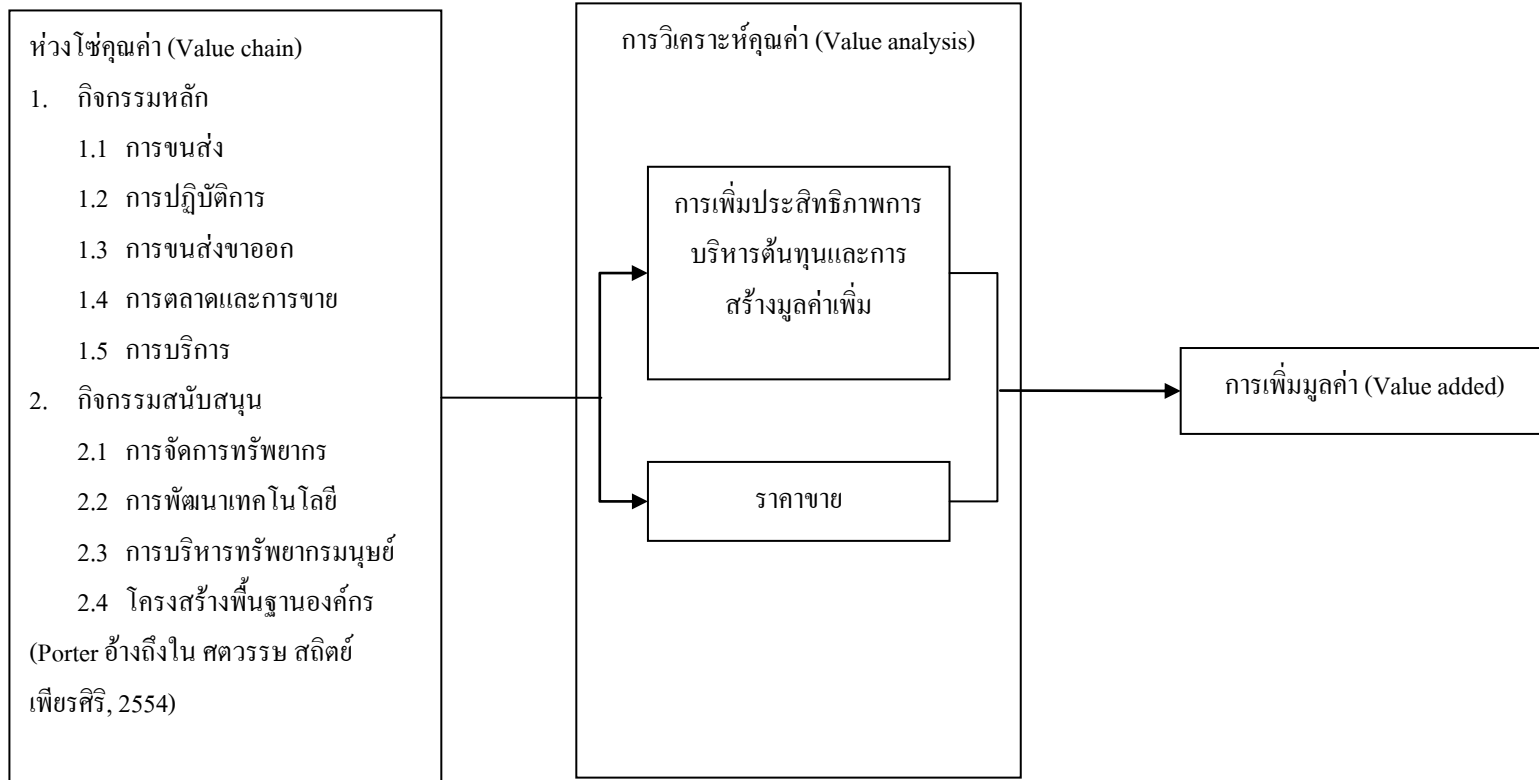 ห่วงโซ่คุณค่า (Value chain)
1. กิจกรรมหลัก
1.1 การขนส่ง
1.2 การปฏิบัติการ
1.3 การขนส่งขาออก
1.4 การตลาดและการขาย
1.5 การบริการ
2. กิจกรรมสนับสนุน
2.1 การจัดการทรัพยากร
2.2 การพัฒนาเทคโนโลยี
2.3 การบริหารทรัพยากรมนุษย์
2.4 โครงสร้างพื้นฐานองค์กร
(Porter อ้างถึงใน ศตวรรษ สถิตย์
เพียรศิริ, 2554)
การวิเคราะห์คุณค่า (Value analysis)
การเพิ่มประสิทธิภาพการ
บริหารต้นทุนและการ
สร้างมูลค่าเพิ่ม
ราคาขาย
การเพิ่มมูลค่า (Value added)